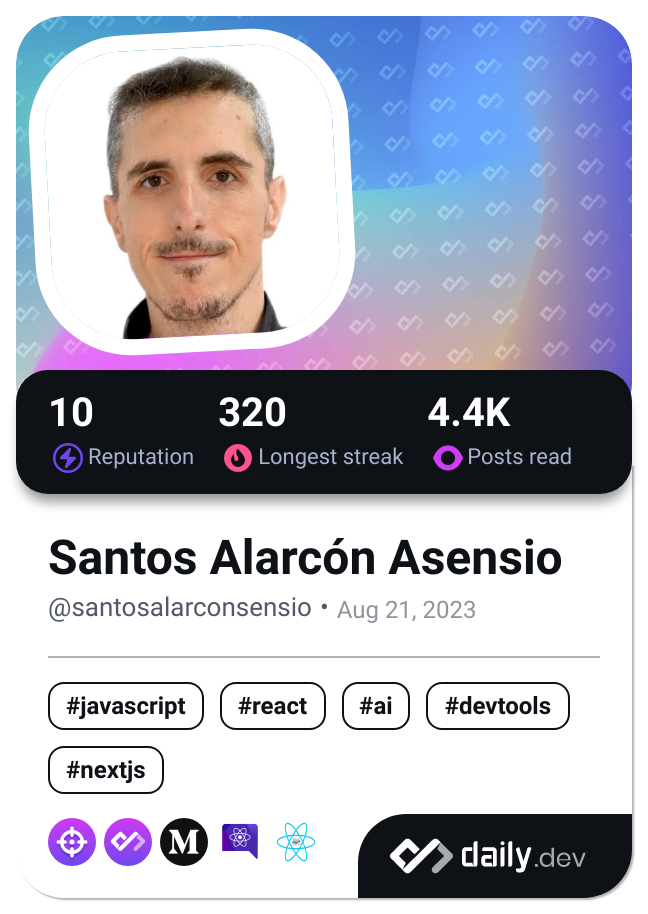 10 320 4.4K
Reputation Longest streak Posts read
Santos Alarcón Asensio
@santosalarconsensio • Aug 21, 2023
#javascript #react #ai #devtools
#nextjs
M
daily.dev